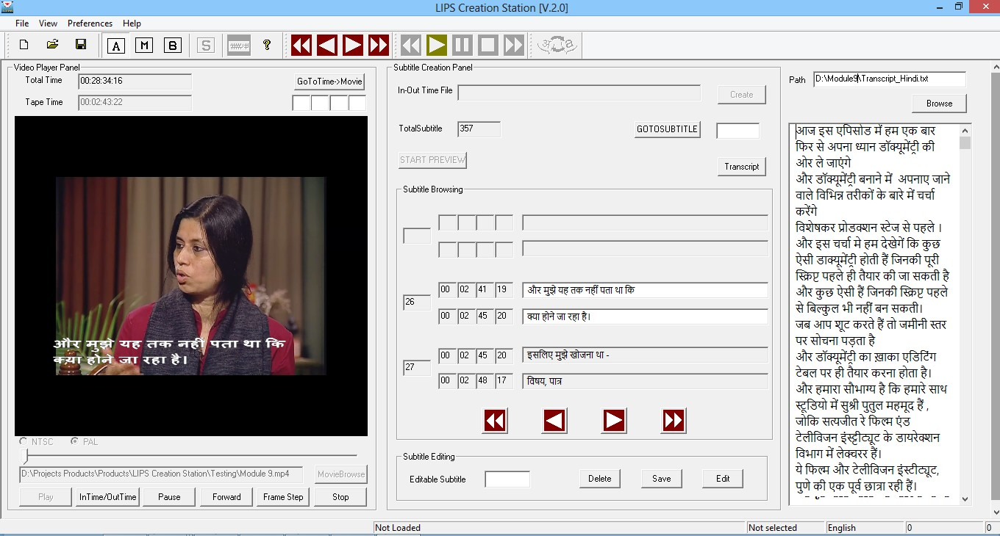 LIPS Creation Station [V.2.0]
File View Preferences Help
A M B S ?
Video Player Panel
Total Time 00:28:34:16 GoToTime->Movie
Tape Time 00:02:43:22
और मुझे यह तक नहीं पता था कि
क्या होने जा रहा है।
NTSC PAL
D:\Projects Products\Products\LIPS Creation Station\Testing\Module 9.mp4 MovieBrowse
Play InTime/OutTime Pause Forward Frame Step Stop
Subtitle Creation Panel
In-Out Time File Create
TotalSubtitle 357 GOTOSUBTITLE
START PREVIEW Transcript
Subtitle Browsing
26
00 02 41 19 और मुझे यह तक नहीं पता था कि
00 02 45 20 क्या होने जा रहा है।
27
00 02 45 20 इसलिए मुझे खोजना था -
00 02 48 17 विषय, पात्र
Subtitle Editing
Editable Subtitle Delete Save Edit
Path D:\Module9\Transcript_Hindi.txt
Browse
आज इस एपिसोड में हम एक बार
फिर से अपना ध्यान डॉक्यूमेंट्री की
ओर ले जाएंगे
और डॉक्यूमेंट्री बनाने में अपनाए जाने
वाले विभिन्न तरीकों के बारे में चर्चा
करेंगे
विशेषकर प्रोडक्शन स्टेज से पहले ।
और इस चर्चा मे हम देखेगें कि कुछ
ऐसी डाक्यूमेंट्री होती हैं जिनकी पूरी
स्क्रिप्ट पहले ही तैयार की जा सकती है
और कुछ ऐसी हैं जिनकी स्क्रिप्ट पहले
से बिल्कुल भी नहीं बन सकती।
जब आप शूट करते हैं तो जमीनी स्तर
पर सोचना पड़ता है
और डॉक्यूमेंट्री का ख़ाका एडिटिंग
टेबल पर ही तैयार करना होता है।
और हमारा सौभाग्य है कि हमारे साथ
स्टूडियो में सुश्री पुतुल महमूद हैं ,
जोकि सत्यजीत रे फिल्म एंड
टेलीविजन इंस्ट्टीट्यूट के डायरेक्शन
विभाग में लेक्चरर हैं।
ये फिल्म और टेलीविजन इंस्टीट्यूट,
पुणे की एक पूर्व छात्रा रही हैं।
Not Loaded Not selected English 0 0